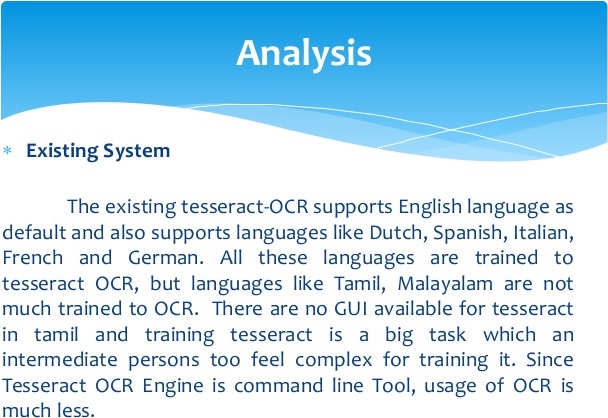 Analysis
* Existing System
The existing tesseract-OCR supports English language as
default and also supports languages like Dutch, Spanish, Italian,
French and German. All these languages are trained to
tesseract OCR, but languages like Tamil, Malayalam are not
much trained to OCR. There are no GUI available for tesseract
in tamil and training tesseract is a big task which an
intermediate persons too feel complex for training it. Since
Tesseract OCR Engine is command line Tool, usage of OCR is
much less.